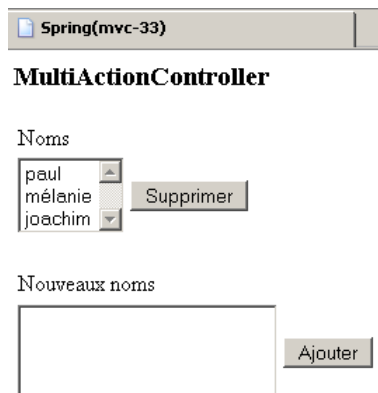 Spring(mvc-33)
MultiActionController
Noms
paul
mélanie
joachim
Supprimer
Nouveaux noms
Ajouter